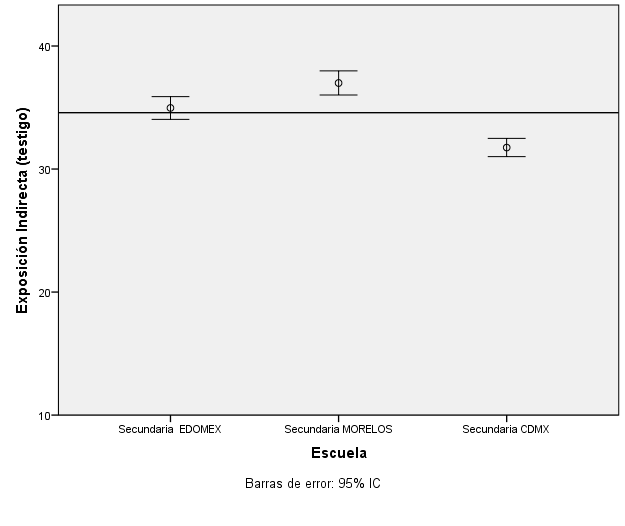 40
30
20
10
Exposición Indirecta (testigo)
Secundaria EDOMEX
Secundaria MORELOS
Secundaria CDMX
Escuela
Barras de error: 95% IC